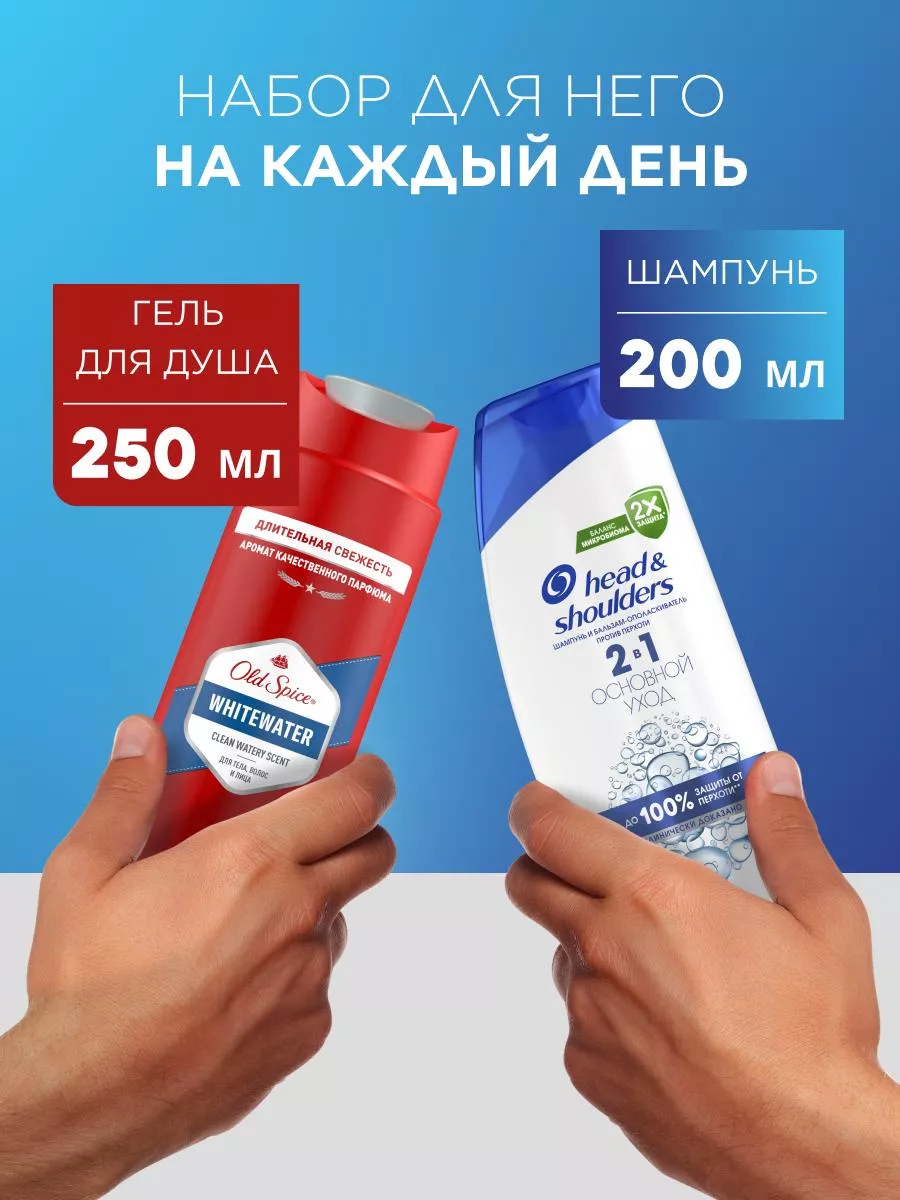 НАБОР ДЛЯ НЕГО
НА КАЖДЫЙ ДЕНЬ
ГЕЛЬ
ДЛЯ ДУША
250 мл
ШАМПУНЬ
200 мл
ДЛИТЕЛЬНАЯ СВЕЖЕСТЬ
АРОМАТ КАЧЕСТВЕННОГО ПАРФЮМА
Old Spice®
WHITEWATER
CLEAN WATERY SCENT
ДЛЯ ТЕЛА, ВОЛОС
И ЛИЦА
БАЛАНС
МИКРОБИОМА
2X
ЗАЩИТА*
head&
shoulders
ШАМПУНЬ И БАЛЬЗАМ-ОПОЛАСКИВАТЕЛЬ
ПРОТИВ ПЕРХОТИ
2 в 1
ОСНОВНОЙ
УХОД
ДО 100% ЗАЩИТЫ ОТ
ПЕРХОТИ**
КЛИНИЧЕСКИ ДОКАЗАНО